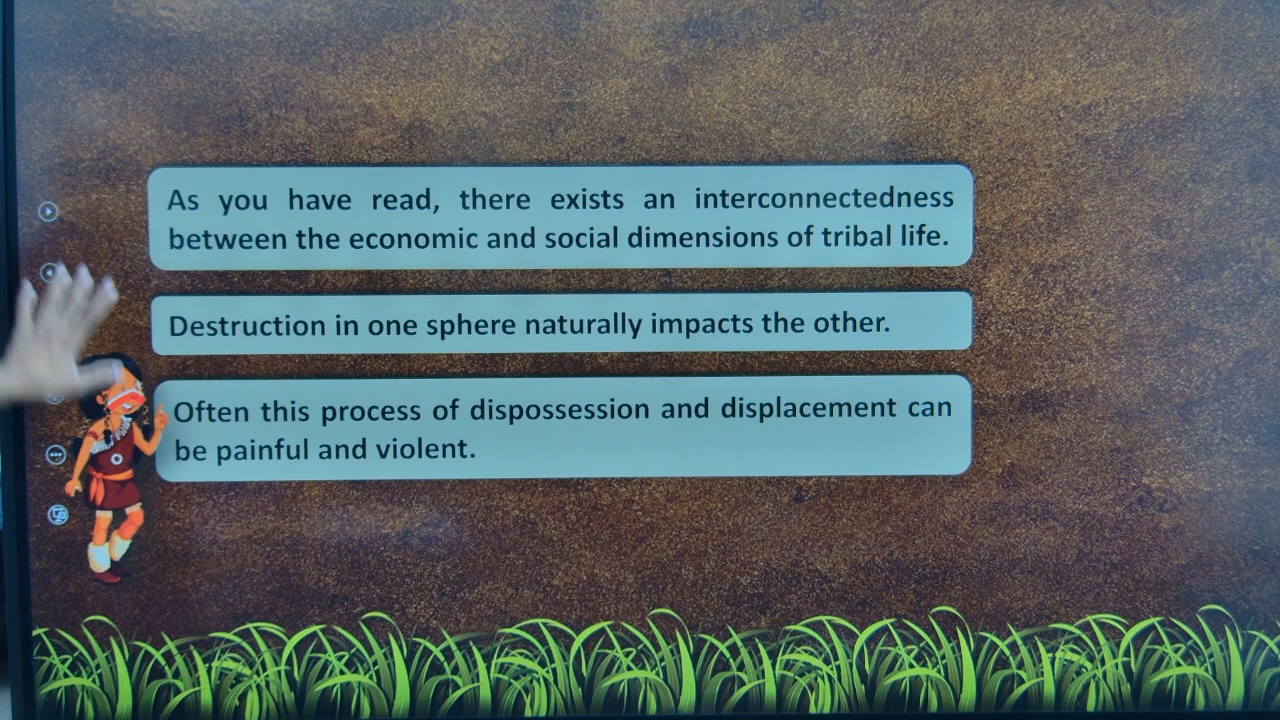 As you have read, there exists an interconnectedness
between the economic and social dimensions of tribal life.
Destruction in one sphere naturally impacts the other.
Often this process of dispossession and displacement can
be painful and violent.